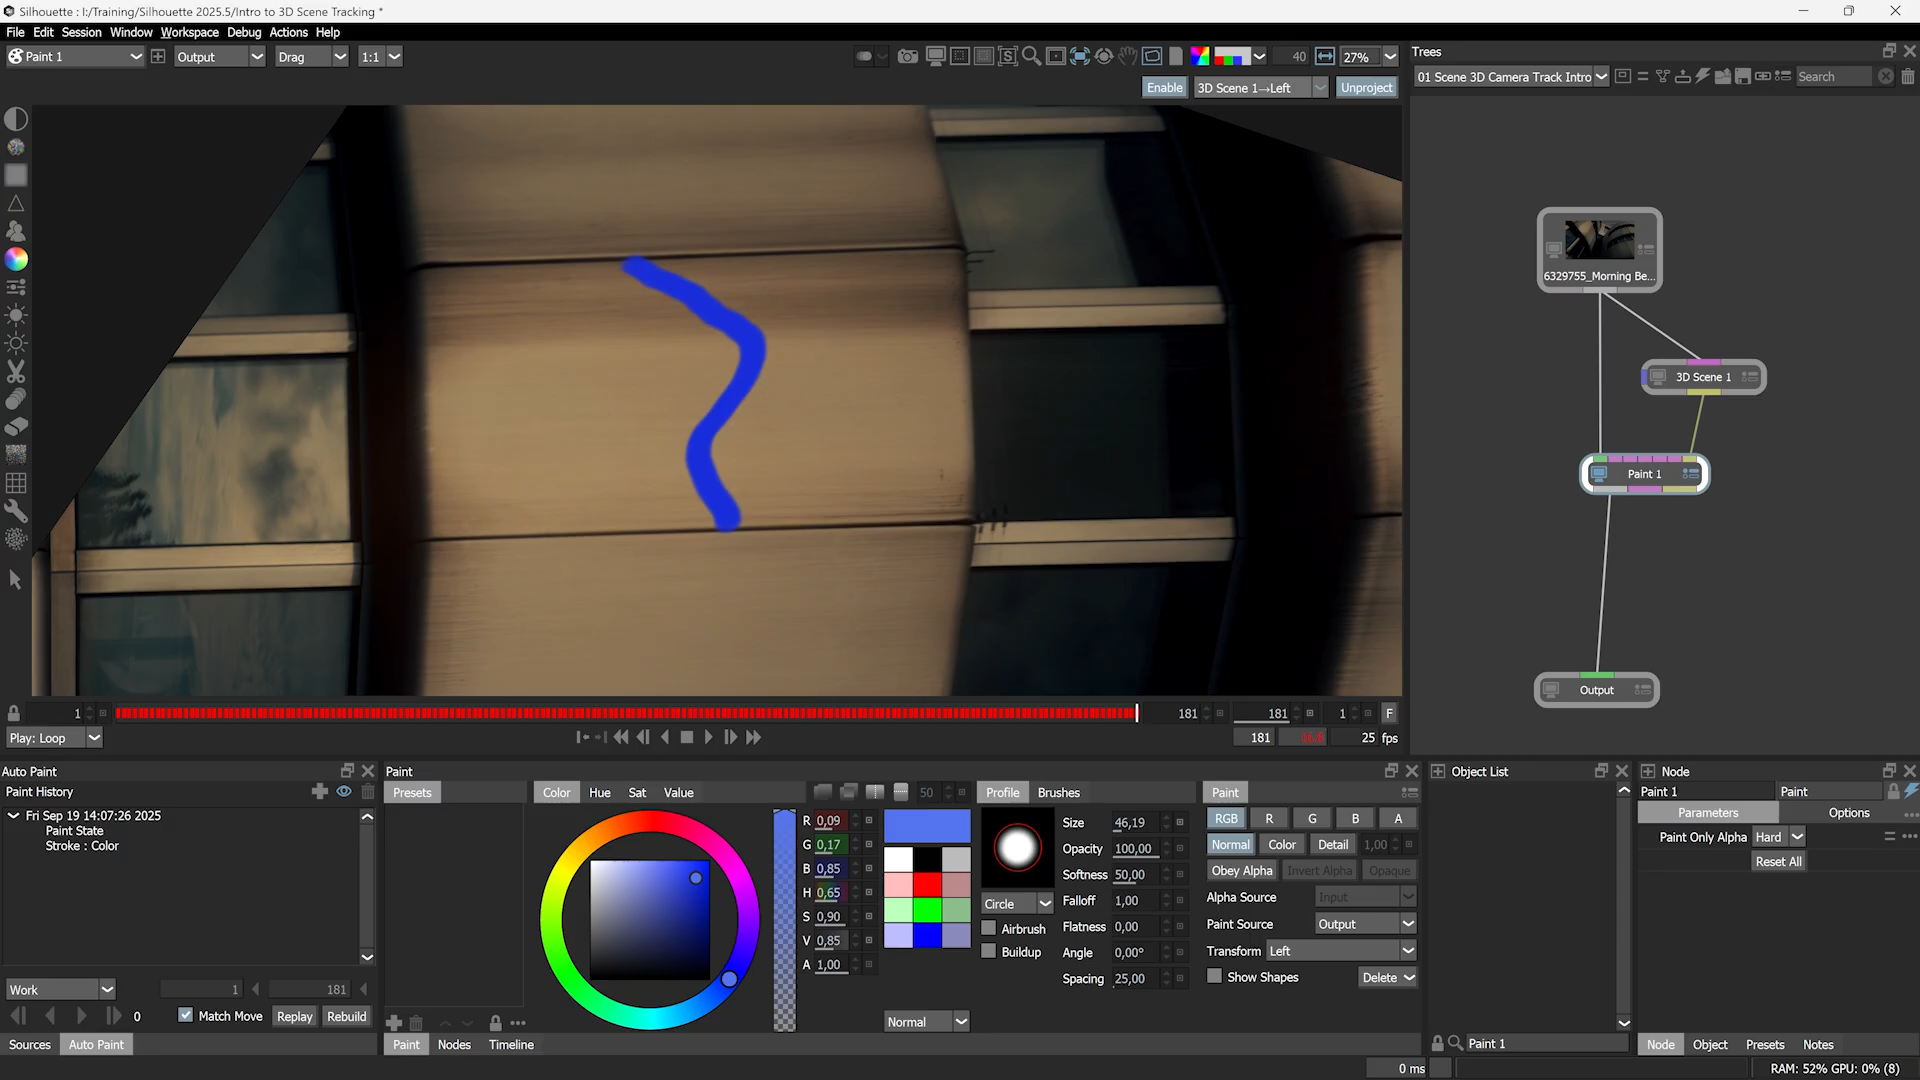 Silhouette : I:/Training/Silhouette 2025.5/Intro to 3D Scene Tracking *
File Edit Session Window Workspace Debug Actions Help
Paint 1 Output Drag 1:1 40 27%
Enable 3D Scene 1→Left Unproject
Trees
01 Scene 3D Camera Track Intro Search
6329755_Morning Be...
3D Scene 1
Paint 1
Output
1 181 181 1 F
Play: Loop 181 25 fps
Auto Paint
Paint History
Fri Sep 19 14:07:26 2025
Paint State
Stroke : Color
Work 1 181
0 Match Move Replay Rebuild
Sources Auto Paint
Paint
Presets
Color Hue Sat Value 50
R 0,09
G 0,17
B 0,85
H 0,65
S 0,90
V 0,85
A 1,00
Normal
Profile Brushes
Circle
Airbrush
Buildup
Size 46,19
Opacity 100,00
Softness 50,00
Falloff 1,00
Flatness 0,00
Angle 0,00°
Spacing 25,00
Paint
RGB R G B A
Normal Color Detail 1,00
Obey Alpha Invert Alpha Opaque
Alpha Source Input
Paint Source Output
Transform Left
Show Shapes Delete
Paint Nodes Timeline
Object List
Paint 1
Node
Paint 1 Paint
Parameters Options
Paint Only Alpha Hard
Reset All
Node Object Presets Notes
0 ms RAM: 52% GPU: 0% (8)